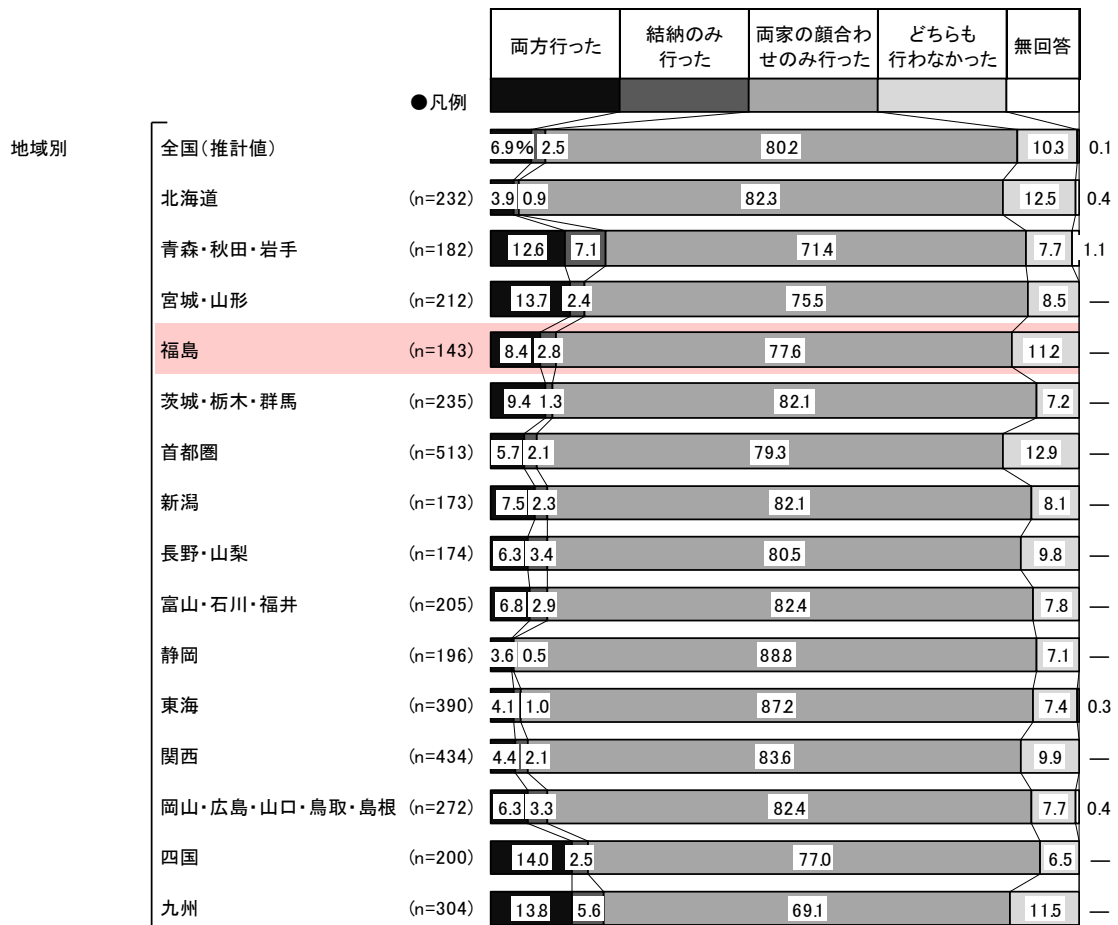 両方行った 結納のみ行った 両家の顔合わせのみ行った どちらも行わなかった 無回答
●凡例
地域別
全国(推計値) 6.9% 2.5 80.2 10.3 0.1
北海道 (n=232) 3.9 0.9 82.3 12.5 0.4
青森・秋田・岩手 (n=182) 12.6 7.1 71.4 7.7 1.1
宮城・山形 (n=212) 13.7 2.4 75.5 8.5 —
福島 (n=143) 8.4 2.8 77.6 11.2 —
茨城・栃木・群馬 (n=235) 9.4 1.3 82.1 7.2 —
首都圏 (n=513) 5.7 2.1 79.3 12.9 —
新潟 (n=173) 7.5 2.3 82.1 8.1 —
長野・山梨 (n=174) 6.3 3.4 80.5 9.8 —
富山・石川・福井 (n=205) 6.8 2.9 82.4 7.8 —
静岡 (n=196) 3.6 0.5 88.8 7.1 —
東海 (n=390) 4.1 1.0 87.2 7.4 0.3
関西 (n=434) 4.4 2.1 83.6 9.9 —
岡山・広島・山口・鳥取・島根 (n=272) 6.3 3.3 82.4 7.7 0.4
四国 (n=200) 14.0 2.5 77.0 6.5 —
九州 (n=304) 13.8 5.6 69.1 11.5 —